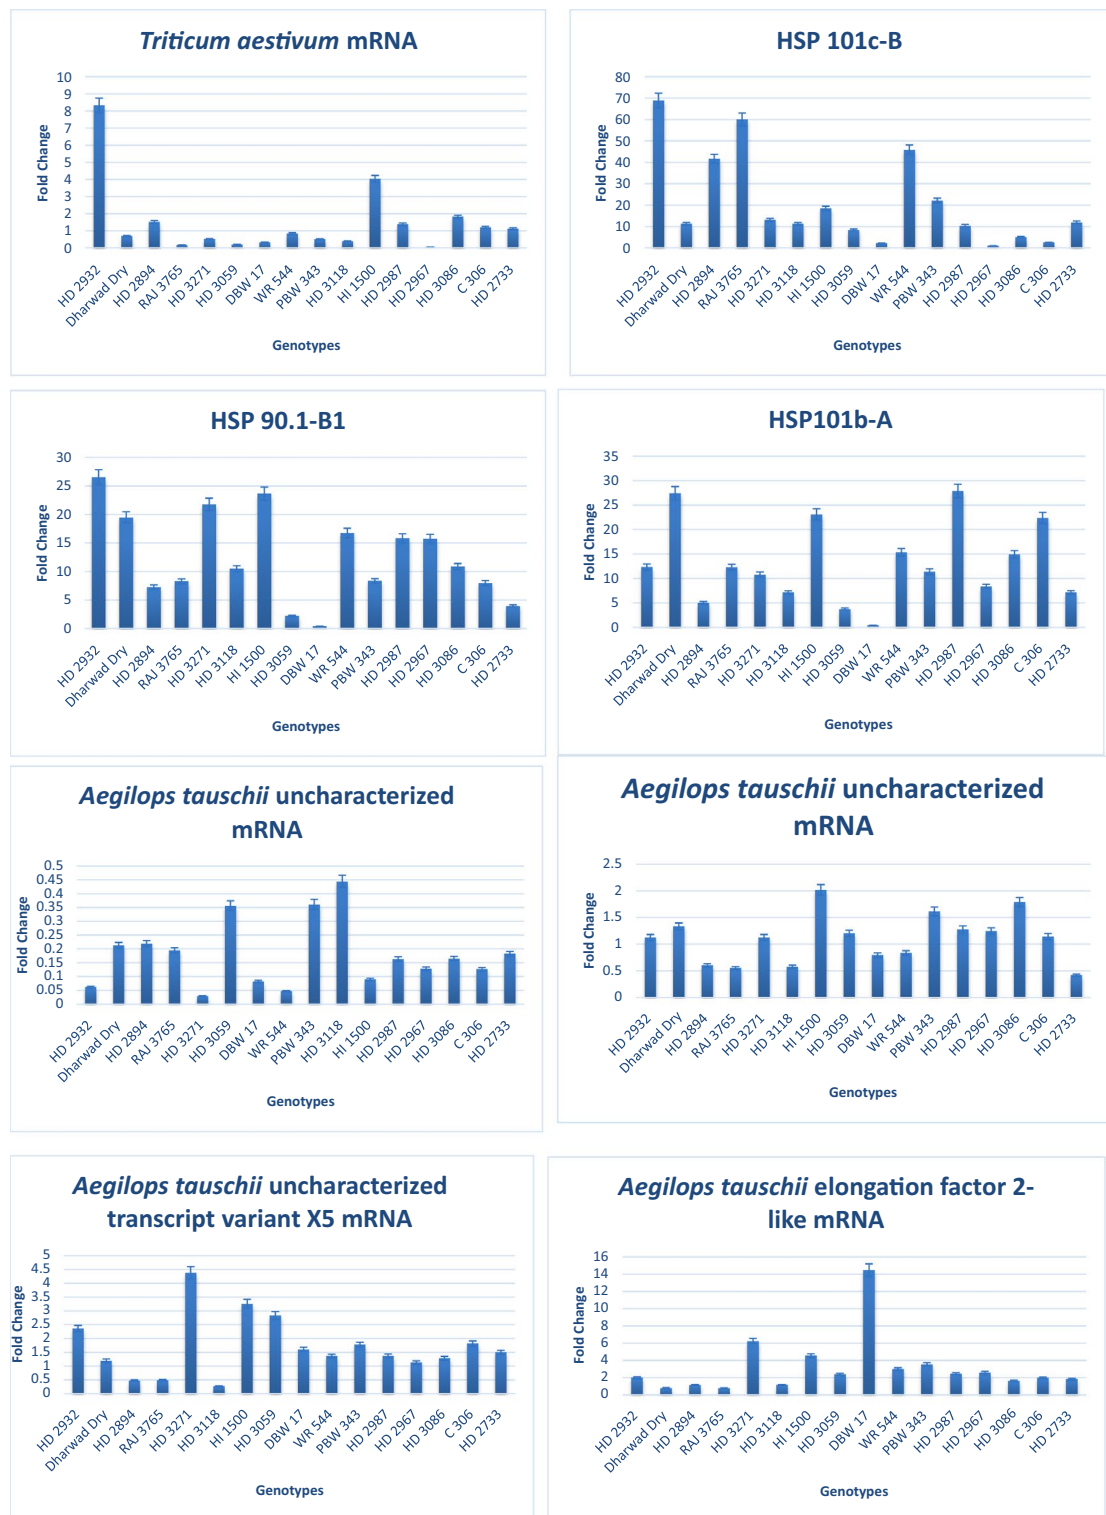 Triticum aestivum mRNA
10
9
8
7
6
5
4
3
2
1
0
Fold Change
HD 2932
Dharwad Dry
HD 2894
RAJ 3765
HD 3271
HD 3059
DBW 17
WR 544
PBW 343
HD 3118
HI 1500
HD 2987
HD 2967
HD 3086
C 306
HD 2733
Genotypes
HSP 101c-B
80
70
60
50
40
30
20
10
0
Fold Change
HD 2932
Dharwad Dry
HD 2894
RAJ 3765
HD 3271
HD 3118
HI 1500
HD 3059
DBW 17
WR 544
PBW 343
HD 2987
HD 2967
HD 3086
C 306
HD 2733
Genotypes
HSP 90.1-B1
30
25
20
15
10
5
0
Fold Change
HD 2932
Dharwad Dry
HD 2894
RAJ 3765
HD 3271
HD 3118
HI 1500
HD 3059
DBW 17
WR 544
PBW 343
HD 2987
HD 2967
HD 3086
C 306
HD 2733
Genotypes
HSP101b-A
35
30
25
20
15
10
5
0
Fold Change
HD 2932
Dharwad Dry
HD 2894
RAJ 3765
HD 3271
HD 3118
HI 1500
HD 3059
DBW 17
WR 544
PBW 343
HD 2987
HD 2967
HD 3086
C 306
HD 2733
Genotypes
Aegilops tauschii uncharacterized
mRNA
0.5
0.45
0.4
0.35
0.3
0.25
0.2
0.15
0.1
0.05
0
Fold Change
HD 2932
Dharwad Dry
HD 2894
RAJ 3765
HD 3271
HD 3059
DBW 17
WR 544
PBW 343
HD 3118
HI 1500
HD 2987
HD 2967
HD 3086
C 306
HD 2733
Genotypes
Aegilops tauschii uncharacterized
mRNA
2.5
2
1.5
1
0.5
0
Fold Change
HD 2932
Dharwad Dry
HD 2894
RAJ 3765
HD 3271
HD 3118
HI 1500
HD 3059
DBW 17
WR 544
PBW 343
HD 2987
HD 2967
HD 3086
C 306
HD 2733
Genotypes
Aegilops tauschii uncharacterized
transcript variant X5 mRNA
5
4.5
4
3.5
3
2.5
2
1.5
1
0.5
0
Fold Change
HD 2932
Dharwad Dry
HD 2894
RAJ 3765
HD 3271
HD 3118
HI 1500
HD 3059
DBW 17
WR 544
PBW 343
HD 2987
HD 2967
HD 3086
C 306
HD 2733
Genotypes
Aegilops tauschii elongation factor 2-
like mRNA
16
14
12
10
8
6
4
2
0
Fold Change
HD 2932
Dharwad Dry
HD 2894
RAJ 3765
HD 3271
HD 3118
HI 1500
HD 3059
DBW 17
WR 544
PBW 343
HD 2987
HD 2967
HD 3086
C 306
HD 2733
Genotypes